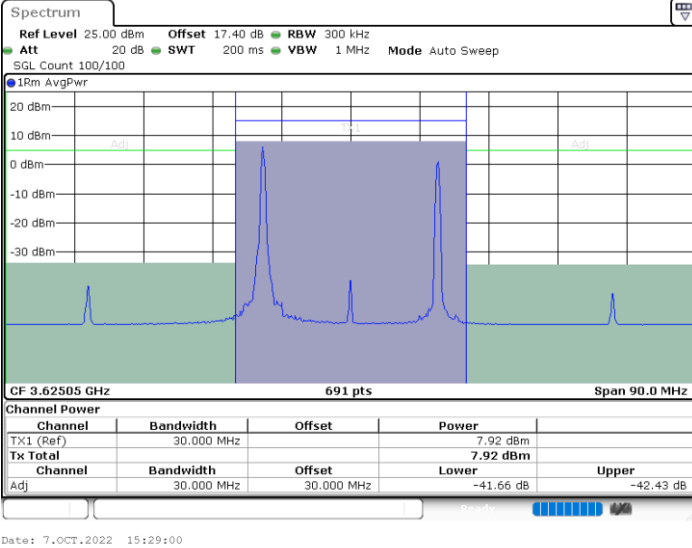 Spectrum
Ref Level 25.00 dBm Offset 17.40 dB RBW 300 kHz
Att 20 dB SWT 200 ms VBW 1 MHz Mode Auto Sweep
SGL Count 100/100
1Rm AvgPwr
20 dBm
TX1
10 dBm
Adj Adj
0 dBm
-10 dBm
-20 dBm
-30 dBm
CF 3.62505 GHz 691 pts Span 90.0 MHz
Channel Power
Channel Bandwidth Offset Power
TX1 (Ref) 30.000 MHz 7.92 dBm
Tx Total 7.92 dBm
Channel Bandwidth Offset Lower Upper
Adj 30.000 MHz 30.000 MHz -41.66 dB -42.43 dB
Ready
Date: 7.OCT.2022 15:29:00